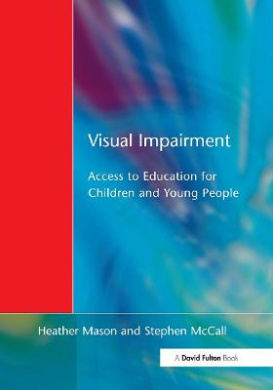 Visual Impairment
Access to Education for
Children and Young People
Heather Mason and Stephen McCall
A David Fulton Book